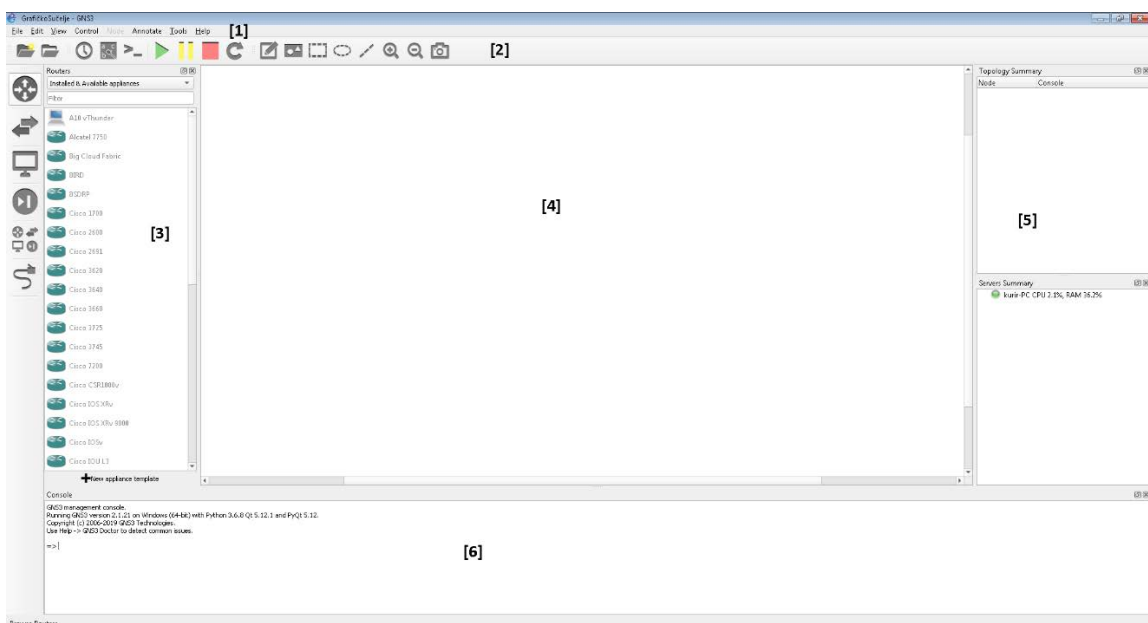 GrafičkoSučelje - GNS3
File Edit View Control Node Annotate Tools Help [1]
[2]
Routers
Installed & Available appliances
Filter
A10 vThunder
Alcatel 7750
Big Cloud Fabric
BIRD
BSDRP
Cisco 1700
Cisco 2600
Cisco 2691
Cisco 3620
Cisco 3640
Cisco 3660
Cisco 3725
Cisco 3745
Cisco 7200
Cisco CSR1000v
Cisco IOS XRv
Cisco IOS XRv 9000
Cisco IOSv
Cisco IOU L3
New appliance template
[3]
[4]
Topology Summary
Node Console
[5]
Servers Summary
kurir-PC CPU 2.1%, RAM 36.2%
Console
GNS3 management console.
Running GNS3 version 2.1.21 on Windows (64-bit) with Python 3.6.8 Qt 5.12.1 and PyQt 5.12.
Copyright (c) 2006-2019 GNS3 Technologies.
Use Help -> GNS3 Doctor to detect common issues.
=>
[6]